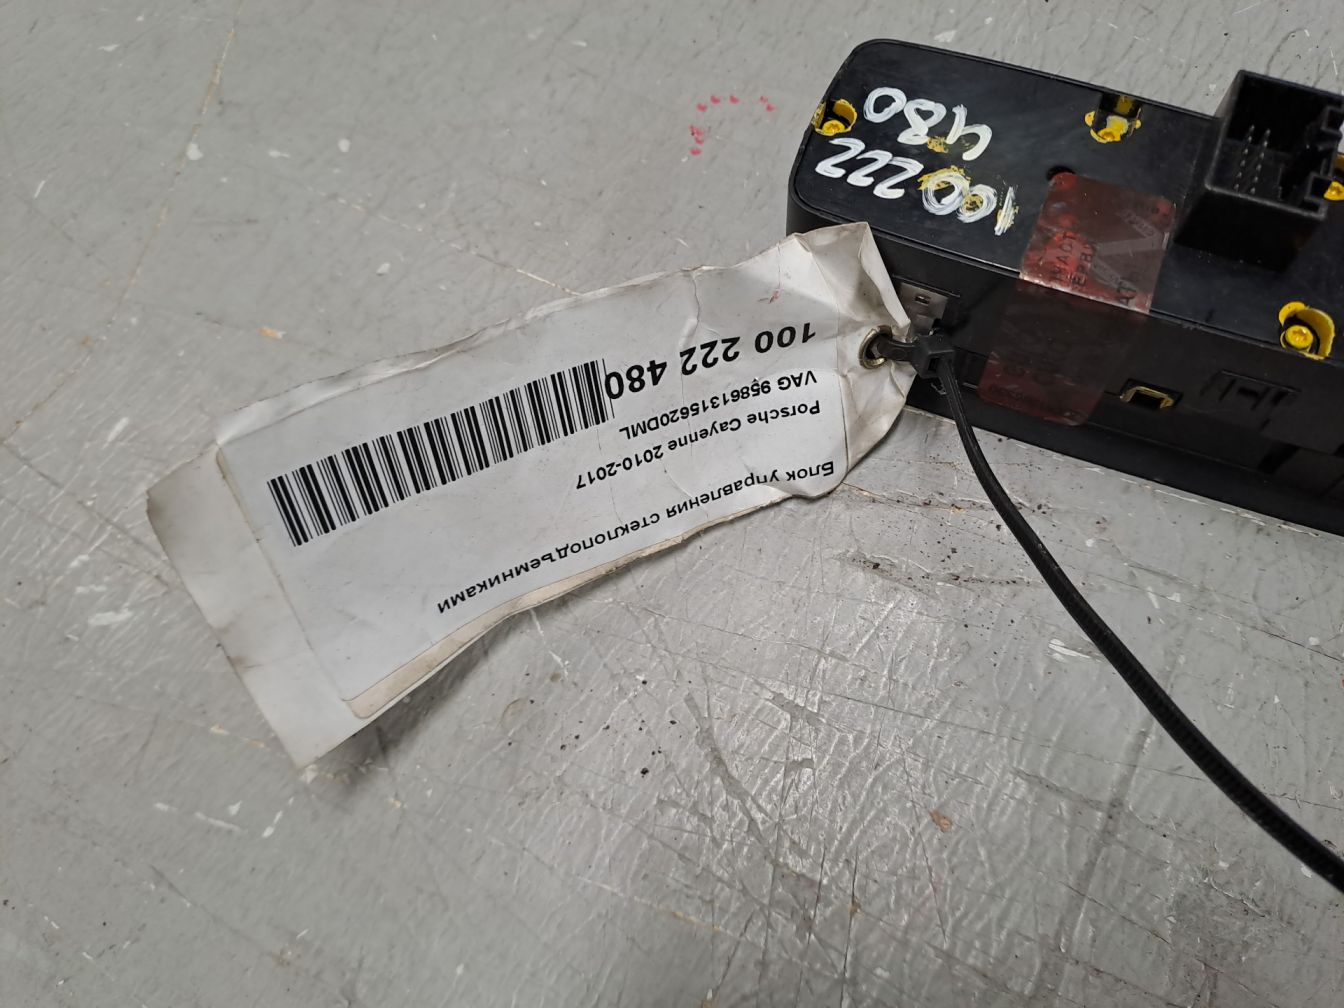 Блок управления стеклоподъемниками
Porsche Cayenne 2010-2017
VAG 95861315620DML
100 222 480
100 222
480